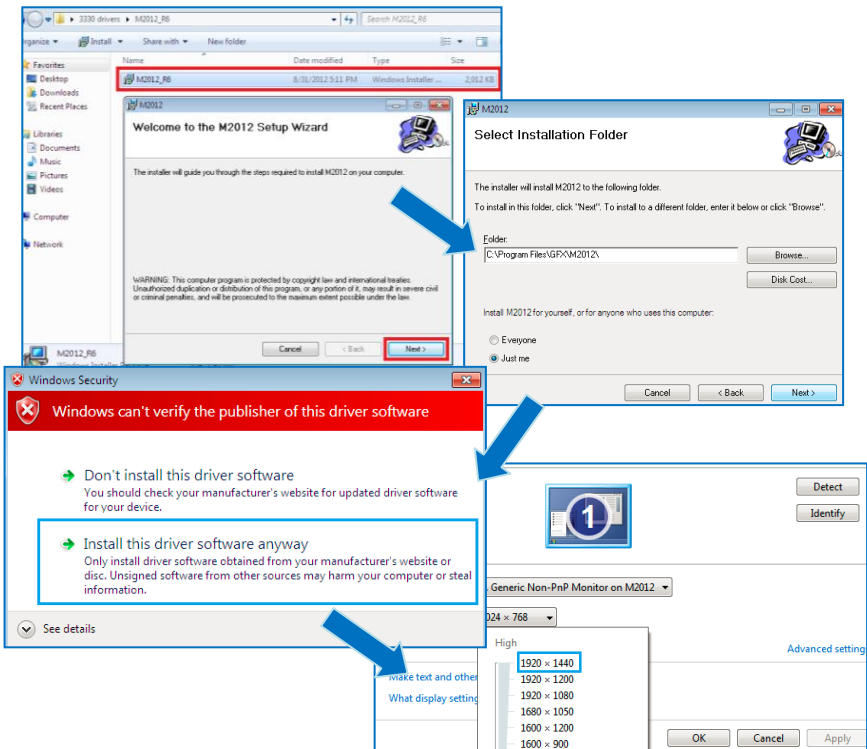 3330 drivers ▸ M2012_R6
Search M2012_R6
rganize ▾ Install ▾ Share with ▾ New folder
Name Date modified Type Size
M2012_R6 8/31/2012 5:11 PM Windows Installer ... 2,012 KB
Favorites
Desktop
Downloads
Recent Places
Libraries
Documents
Music
Pictures
Videos
Computer
Network
M2012_R6
M2012
Welcome to the M2012 Setup Wizard
The installer will guide you through the steps required to install M2012 on your computer.
WARNING: This computer program is protected by copyright law and international treaties.
Unauthorized duplication or distribution of this program, or any portion of it, may result in severe civil
or criminal penalties, and will be prosecuted to the maximum extent possible under the law.
Cancel < Back Next >
M2012
Select Installation Folder
The installer will install M2012 to the following folder.
To install in this folder, click "Next". To install to a different folder, enter it below or click "Browse".
Folder:
C:\Program Files\GFX\M2012\
Browse...
Disk Cost...
Install M2012 for yourself, or for anyone who uses this computer:
Everyone
Just me
Cancel < Back Next >
Windows Security
Windows can't verify the publisher of this driver software
Don't install this driver software
You should check your manufacturer's website for updated driver software
for your device.
Install this driver software anyway
Only install driver software obtained from your manufacturer's website or
disc. Unsigned software from other sources may harm your computer or steal
information.
See details
1
Detect
Identify
Generic Non-PnP Monitor on M2012
024 × 768
High
1920 × 1440
1920 × 1200
1920 × 1080
1680 × 1050
1600 × 1200
1600 × 900
Advanced setting
Make text and other
What display setting
OK Cancel Apply